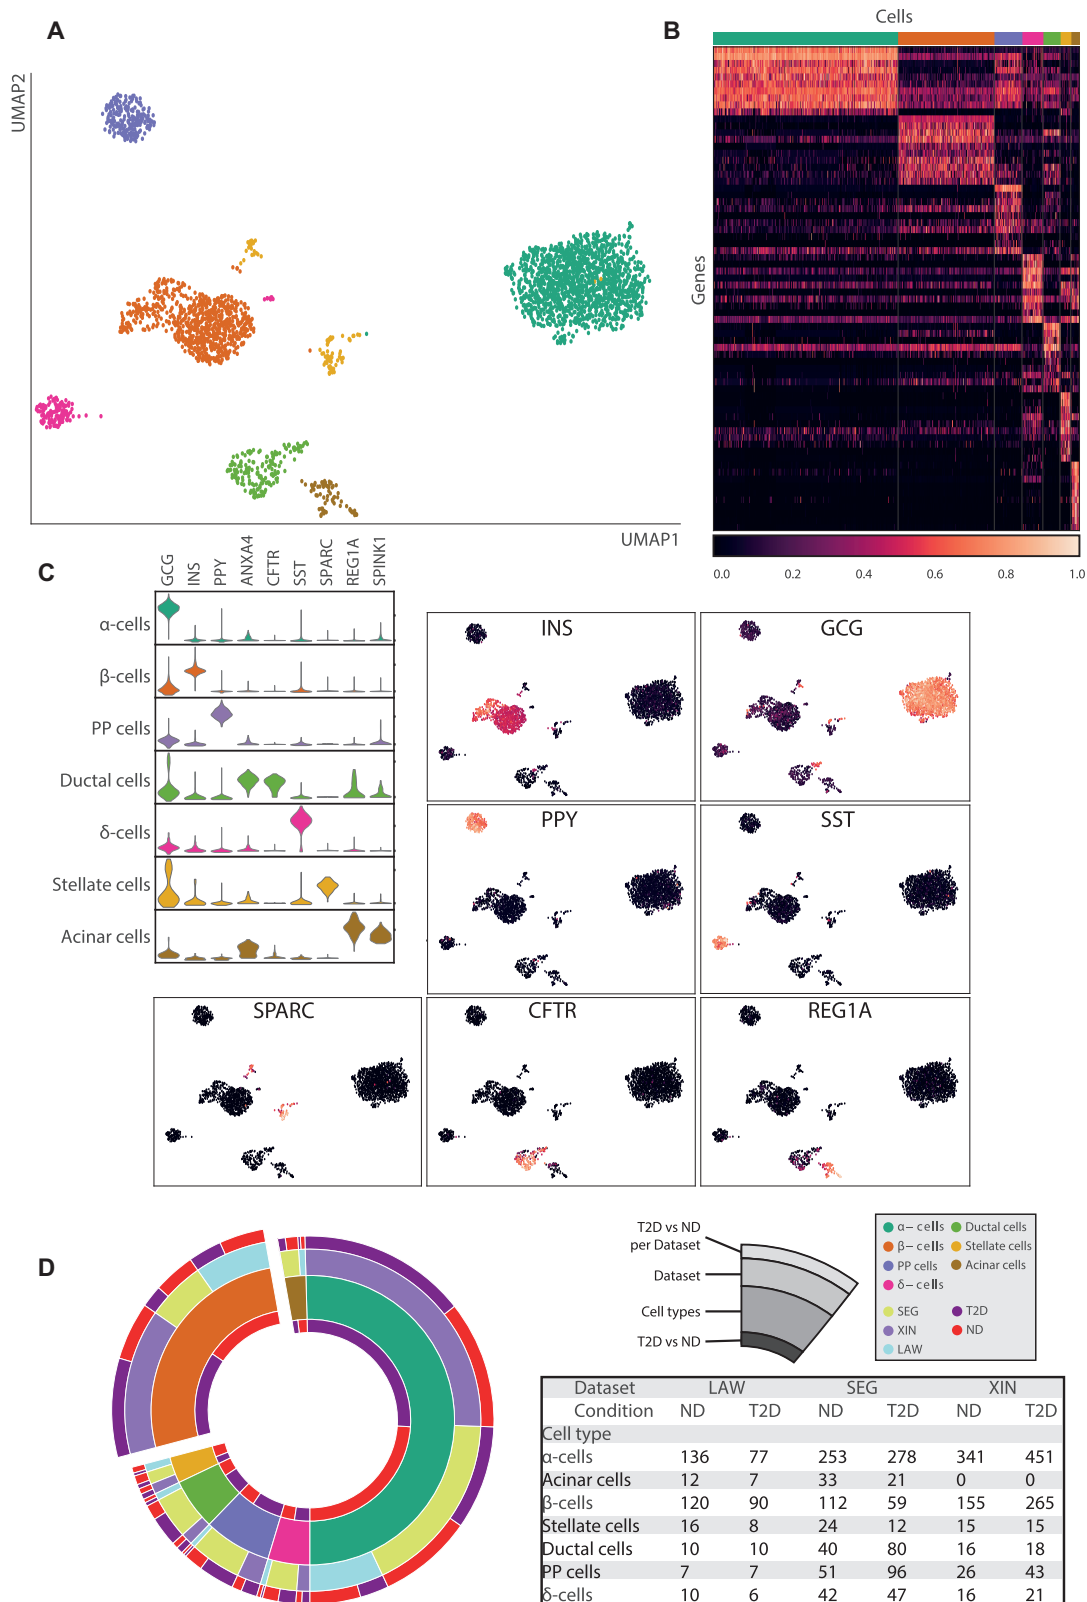 A
UMAP2
UMAP1
B
Cells
Genes
0.0 0.2 0.4 0.6 0.8 1.0
C
GCG INS PPY ANXA4 CFTR SST SPARC REG1A SPINK1
α-cells
β-cells
PP cells
Ductal cells
δ-cells
Stellate cells
Acinar cells
INS
GCG
PPY
SST
SPARC
CFTR
REG1A
D
T2D vs ND
per Dataset
Dataset
Cell types
T2D vs ND
α– cells Ductal cells
β– cells Stellate cells
PP cells Acinar cells
δ– cells
SEG T2D
XIN ND
LAW
Dataset LAW SEG XIN
Condition ND T2D ND T2D ND T2D
Cell type
α-cells 136 77 253 278 341 451
Acinar cells 12 7 33 21 0 0
β-cells 120 90 112 59 155 265
Stellate cells 16 8 24 12 15 15
Ductal cells 10 10 40 80 16 18
PP cells 7 7 51 96 26 43
δ-cells 10 6 42 47 16 21